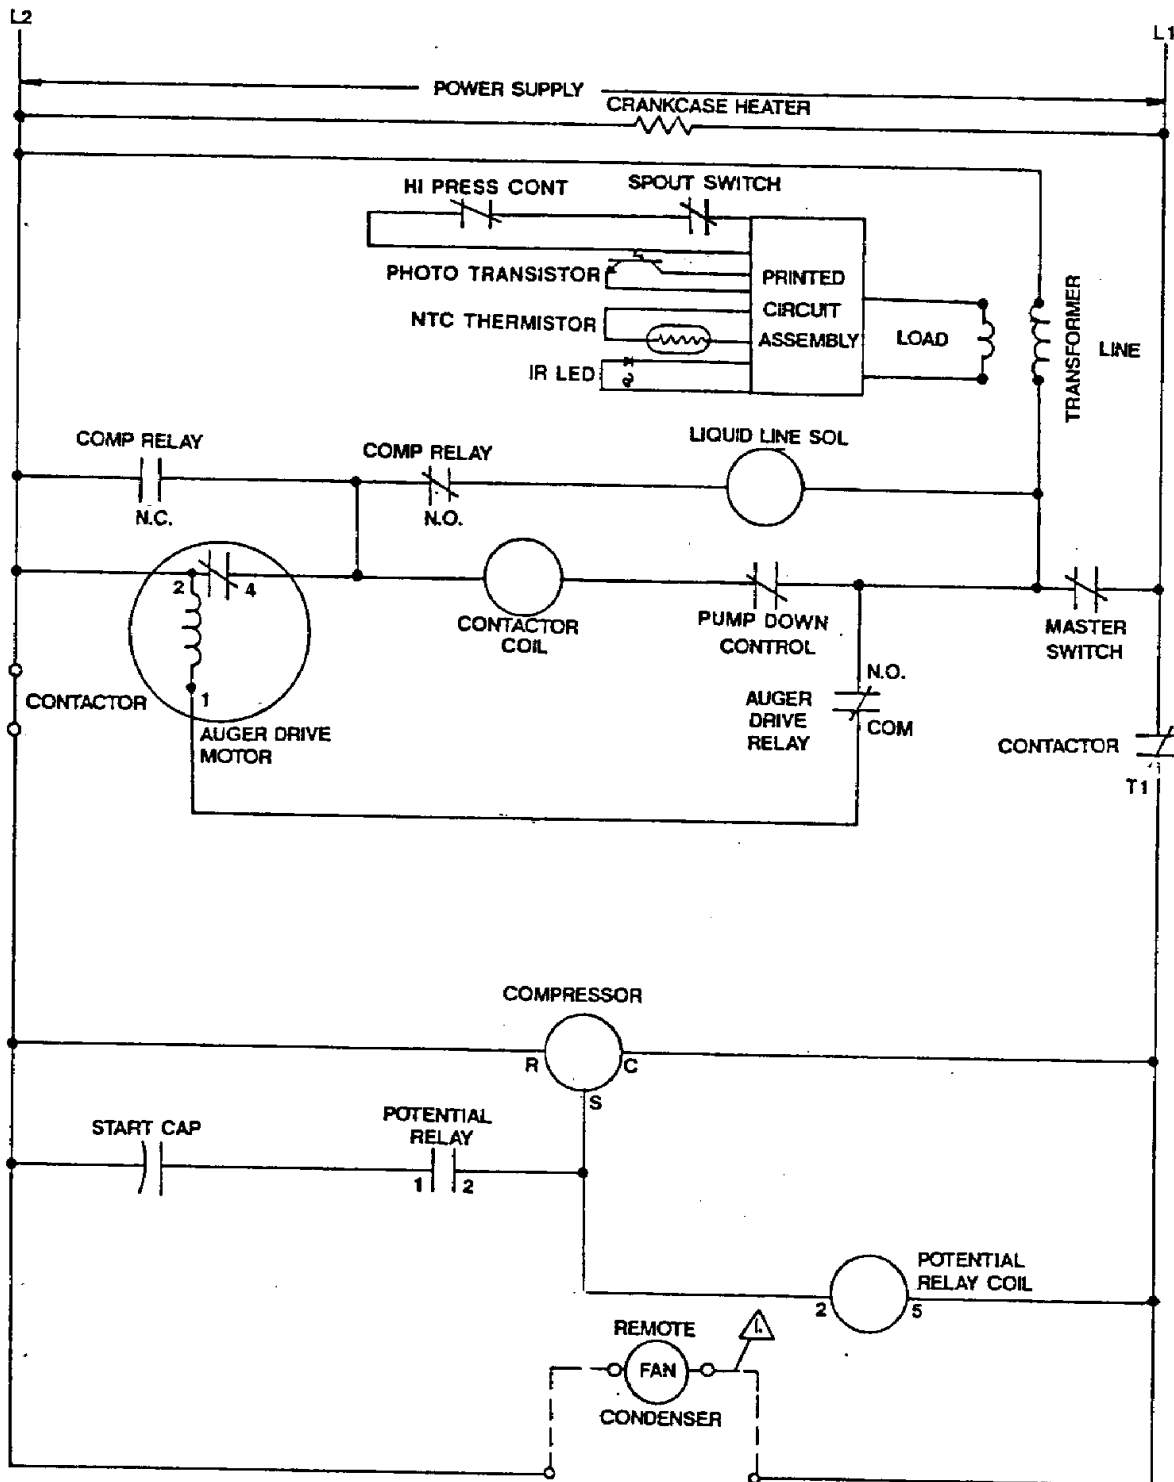 L2
L1
POWER SUPPLY
CRANKCASE HEATER
HI PRESS CONT
SPOUT SWITCH
PHOTO TRANSISTOR
NTC THERMISTOR
IR LED
PRINTED
CIRCUIT
ASSEMBLY
LOAD
TRANSFORMER
LINE
COMP RELAY
N.C.
COMP RELAY
N.O.
LIQUID LINE SOL
2
4
1
CONTACTOR
COIL
PUMP DOWN
CONTROL
MASTER
SWITCH
CONTACTOR
AUGER DRIVE
MOTOR
N.O.
AUGER
DRIVE
RELAY
COM
CONTACTOR
T1
COMPRESSOR
R
C
S
START CAP
POTENTIAL
RELAY
1
2
POTENTIAL
RELAY COIL
2
5
REMOTE
FAN
CONDENSER
1.